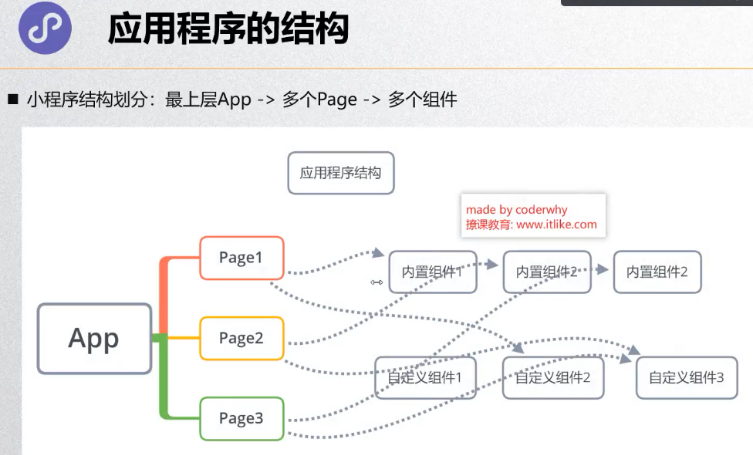 应用程序的结构
小程序结构划分：最上层App -> 多个Page -> 多个组件
应用程序结构
made by coderwhy
撩课教育: www.itlike.com
Page1
内置组件1
内置组件2
内置组件2
App
Page2
自定义组件1
自定义组件2
自定义组件3
Page3